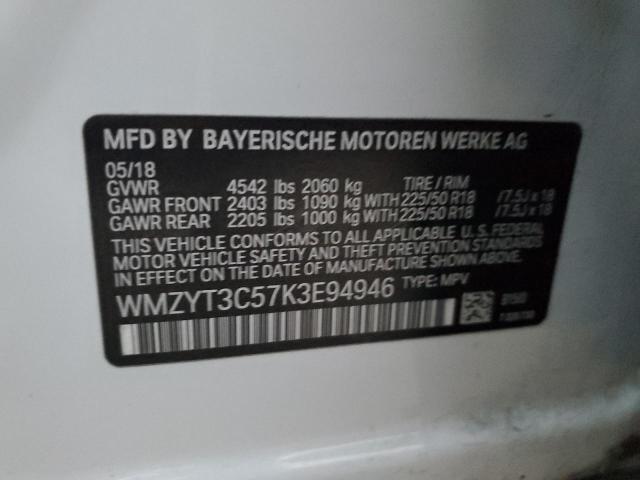 MFD BY BAYERISCHE MOTOREN WERKE AG
05/18
GVWR 4542 lbs 2060 kg TIRE / RIM
GAWR FRONT 2403 lbs 1090 kg WITH 225/50 R18 / 7.5J x 18
GAWR REAR 2205 lbs 1000 kg WITH 225/50 R18 / 7.5J x 18
THIS VEHICLE CONFORMS TO ALL APPLICABLE U.S. FEDERAL
MOTOR VEHICLE SAFETY AND THEFT PREVENTION STANDARDS
IN EFFECT ON THE DATE OF MANUFACTURE SHOWN ABOVE.
WMZYT3C57K3E94946 TYPE: MPV